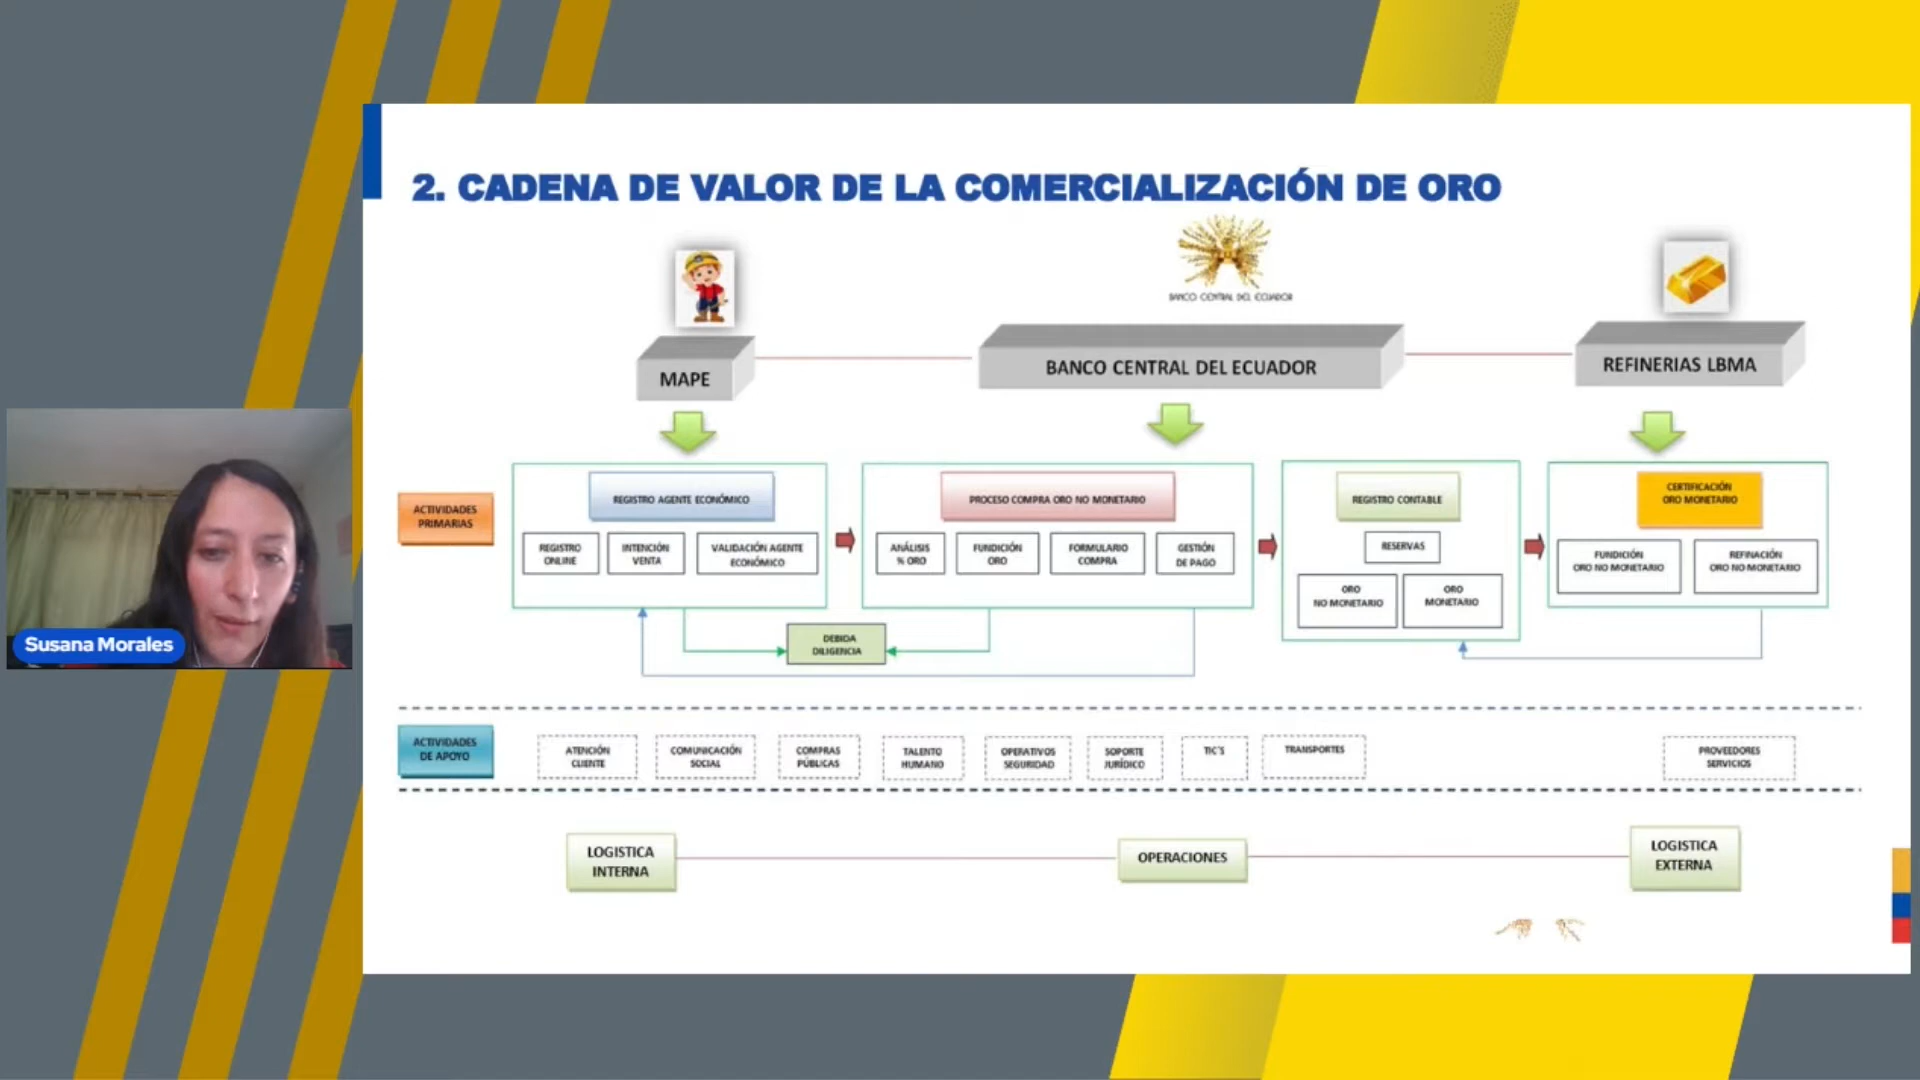 2. CADENA DE VALOR DE LA COMERCIALIZACIÓN DE ORO
BANCO CENTRAL DEL ECUADOR
MAPE
BANCO CENTRAL DEL ECUADOR
REFINERIAS LBMA
ACTIVIDADES
PRIMARIAS
REGISTRO AGENTE ECONÓMICO
REGISTRO
ONLINE
INTENCIÓN
VENTA
VALIDACIÓN AGENTE
ECONÓMICO
PROCESO COMPRA ORO NO MONETARIO
ANÁLISIS
% ORO
FUNDICIÓN
ORO
FORMULARIO
COMPRA
GESTIÓN
DE PAGO
REGISTRO CONTABLE
RESERVAS
ORO
NO MONETARIO
ORO
MONETARIO
CERTIFICACIÓN
ORO MONETARIO
FUNDICIÓN
ORO NO MONETARIO
REFINACIÓN
ORO NO MONETARIO
DEBIDA
DILIGENCIA
Susana Morales
ACTIVIDADES
DE APOYO
ATENCIÓN
CLIENTE
COMUNICACIÓN
SOCIAL
COMPRAS
PÚBLICAS
TALENTO
HUMANO
OPERATIVOS
SEGURIDAD
SOPORTE
JURÍDICO
TIC´S
TRANSPORTES
PROVEEDORES
SERVICIOS
LOGISTICA
INTERNA
OPERACIONES
LOGISTICA
EXTERNA